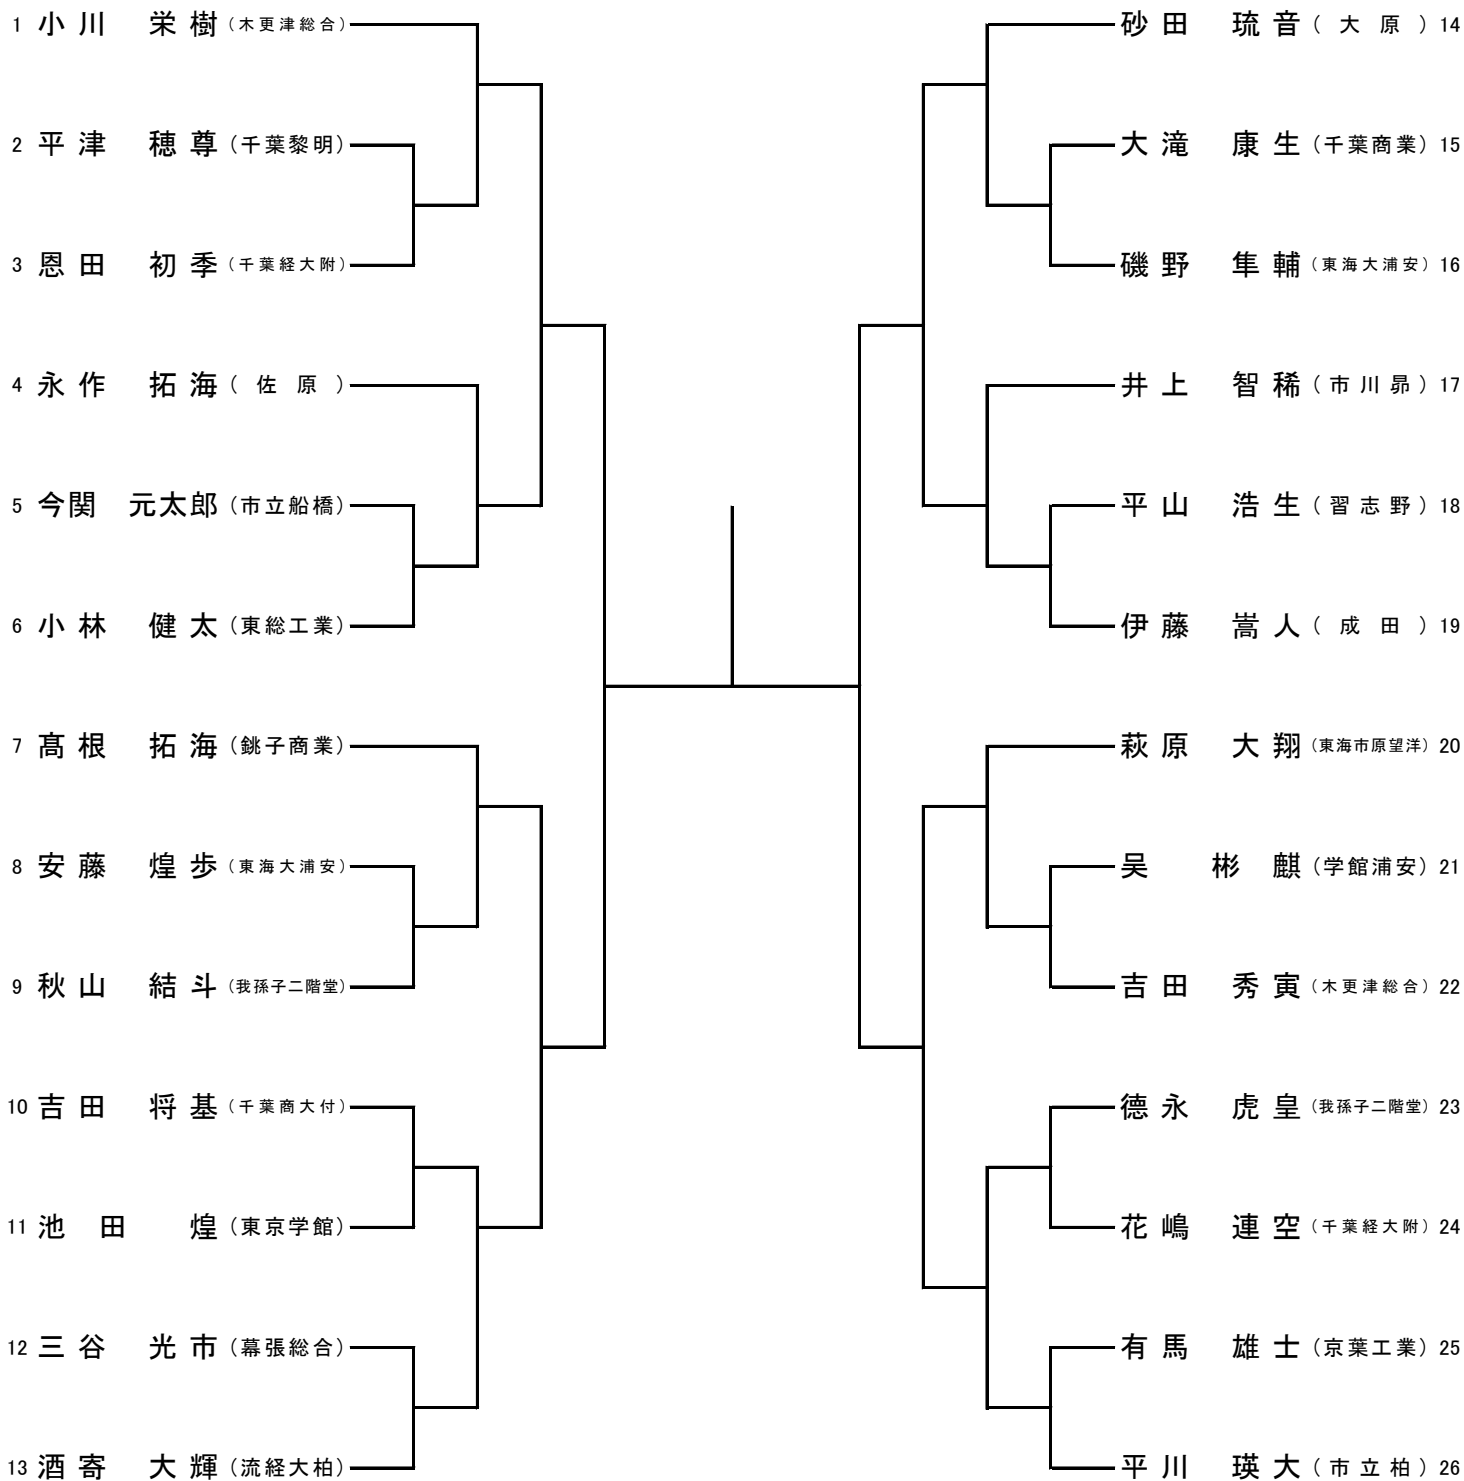 1 小川 栄樹（木更津総合）
2 平津 穂尊（千葉黎明）
3 恩田 初季（千葉経大附）
4 永作 拓海（佐原）
5 今関 元太郎（市立船橋）
6 小林 健太（東総工業）
7 髙根 拓海（銚子商業）
8 安藤 煌歩（東海大浦安）
9 秋山 結斗（我孫子二階堂）
10 吉田 将基（千葉商大付）
11 池田 煌（東京学館）
12 三谷 光市（幕張総合）
13 酒寄 大輝（流経大柏）
砂田 琉音（大原）14
大滝 康生（千葉商業）15
磯野 隼輔（東海大浦安）16
井上 智稀（市川昴）17
平山 浩生（習志野）18
伊藤 嵩人（成田）19
萩原 大翔（東海市原望洋）20
吴 彬麒（学館浦安）21
吉田 秀寅（木更津総合）22
德永 虎皇（我孫子二階堂）23
花嶋 連空（千葉経大附）24
有馬 雄士（京葉工業）25
平川 瑛大（市立柏）26